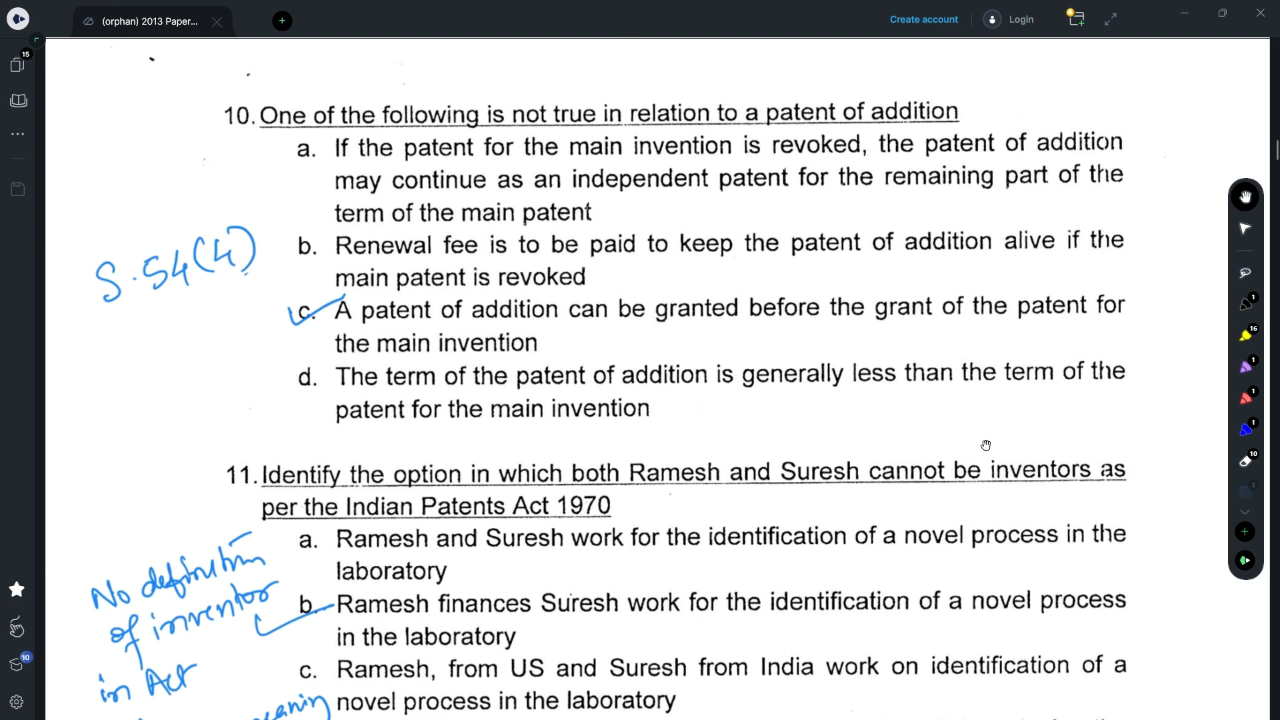 (orphan) 2013 Paper...
Create account
Login
10. One of the following is not true in relation to a patent of addition
a. If the patent for the main invention is revoked, the patent of addition
may continue as an independent patent for the remaining part of the
term of the main patent
S.54(4)
b. Renewal fee is to be paid to keep the patent of addition alive if the
main patent is revoked
c. A patent of addition can be granted before the grant of the patent for
the main invention
d. The term of the patent of addition is generally less than the term of the
patent for the main invention
11. Identify the option in which both Ramesh and Suresh cannot be inventors as
per the Indian Patents Act 1970
a. Ramesh and Suresh work for the identification of a novel process in the
laboratory
No definition
of inventor
in Act
b. Ramesh finances Suresh work for the identification of a novel process
in the laboratory
c. Ramesh, from US and Suresh from India work on identification of a
novel process in the laboratory
15
10
1
16
1
1
1
10